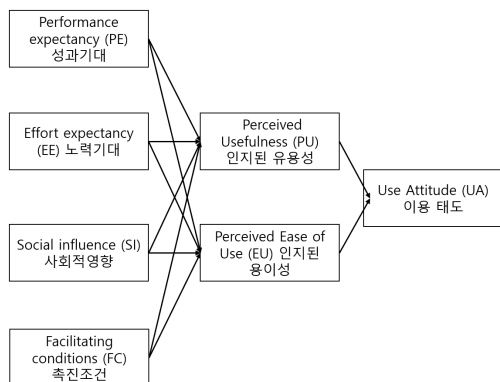 Performance
expectancy (PE)
성과기대
Effort expectancy
(EE) 노력기대
Social influence (SI)
사회적영향
Facilitating
conditions (FC)
촉진조건
Perceived
Usefulness (PU)
인지된 유용성
Perceived Ease of
Use (EU) 인지된
용이성
Use Attitude (UA)
이용 태도